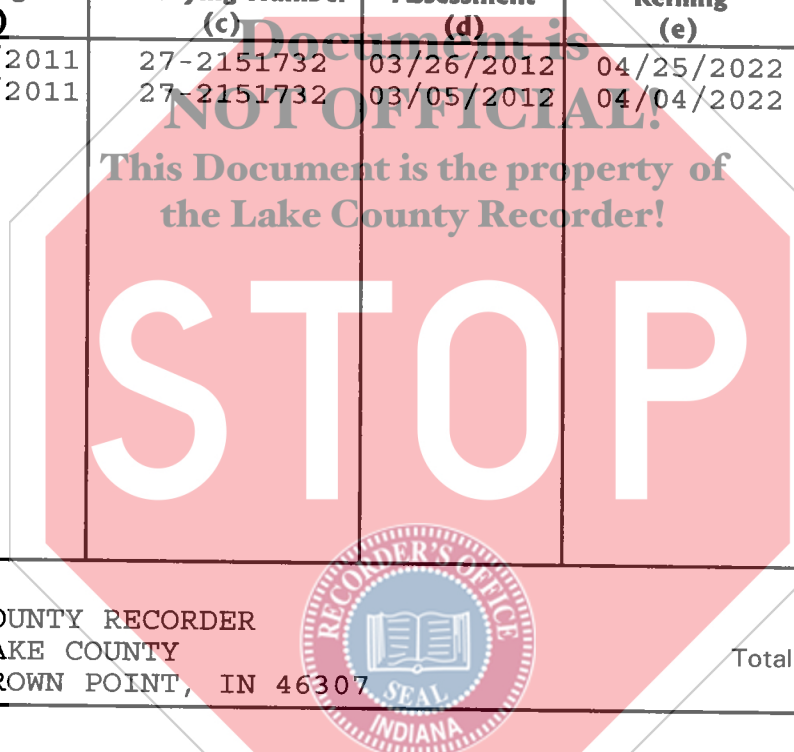 (c) (d) (e)
/2011 27-2151732 03/26/2012 04/25/2022
/2011 27-2151732 03/05/2012 04/04/2022
Document is
NOT OFFICIAL!
This Document is the property of
the Lake County Recorder!
STOP
RECORDER'S OFFICE
SEAL
INDIANA
OUNTY RECORDER
AKE COUNTY
ROWN POINT, IN 46307
Total